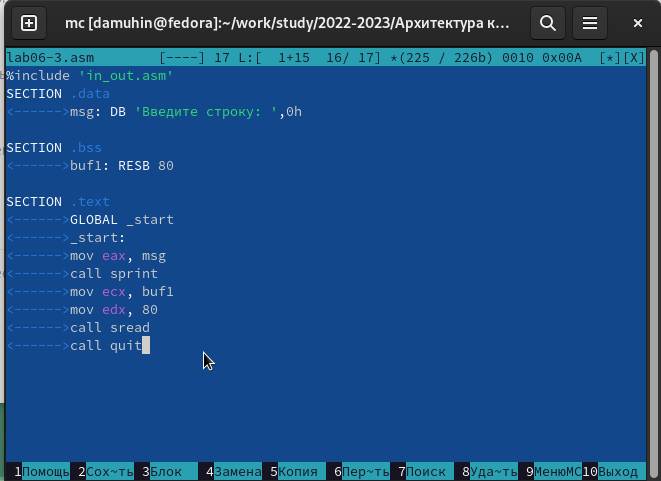 mc [damuhin@fedora]:~/work/study/2022-2023/Архитектура к...
lab06-3.asm [----] 17 L:[ 1+15 16/ 17] *(225 / 226b) 0010 0x00A [*][X]
%include 'in_out.asm'
SECTION .data
<------>msg: DB 'Введите строку: ',0h
SECTION .bss
<------>buf1: RESB 80
SECTION .text
<------>GLOBAL _start
<------>_start:
<------>mov eax, msg
<------>call sprint
<------>mov ecx, buf1
<------>mov edx, 80
<------>call sread
<------>call quit
1Помощь 2Сох~ть 3Блок 4Замена 5Копия 6Пер~ть 7Поиск 8Уда~ть 9МенюMC 10Выход